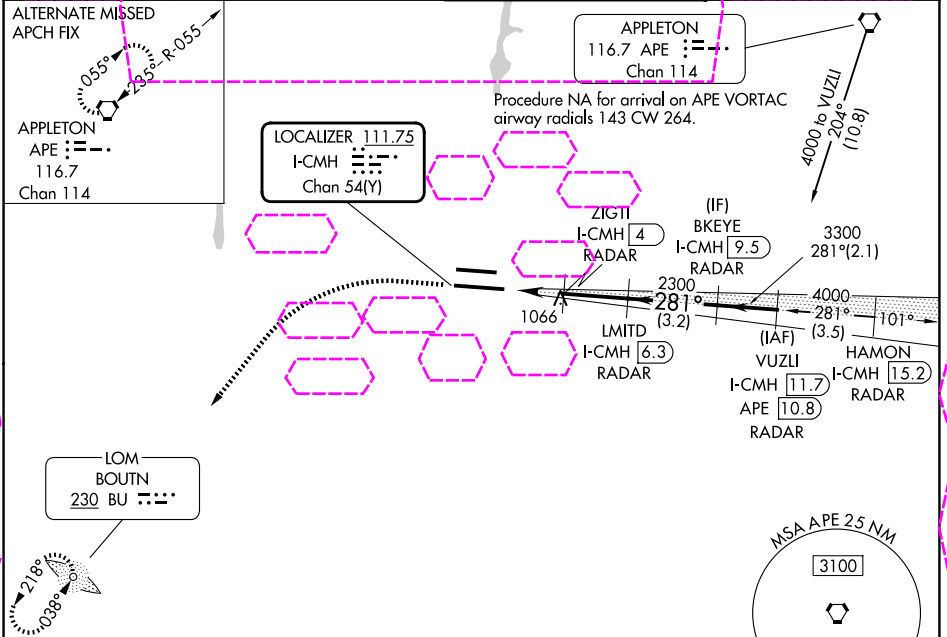 ALTERNATE MISSED
APCH FIX
055°
235°
R-055
APPLETON
APE
116.7
Chan 114
APPLETON
116.7 APE
Chan 114
Procedure NA for arrival on APE VORTAC
airway radials 143 CW 264.
4000 to VUZLI
204°
(10.8)
LOCALIZER 111.75
I-CMH
Chan 54(Y)
ZIGTI
I-CMH 4
RADAR
(IF)
BKEYE
I-CMH 9.5
RADAR
3300
281°(2.1)
1066
2300
281°
(3.2)
4000
281°
(3.5)
101°
LMITD
I-CMH 6.3
RADAR
(IAF)
VUZLI
I-CMH 11.7
APE 10.8
RADAR
HAMON
I-CMH 15.2
RADAR
LOM
BOUTN
230 BU
218°
038°
MSA APE 25 NM
3100